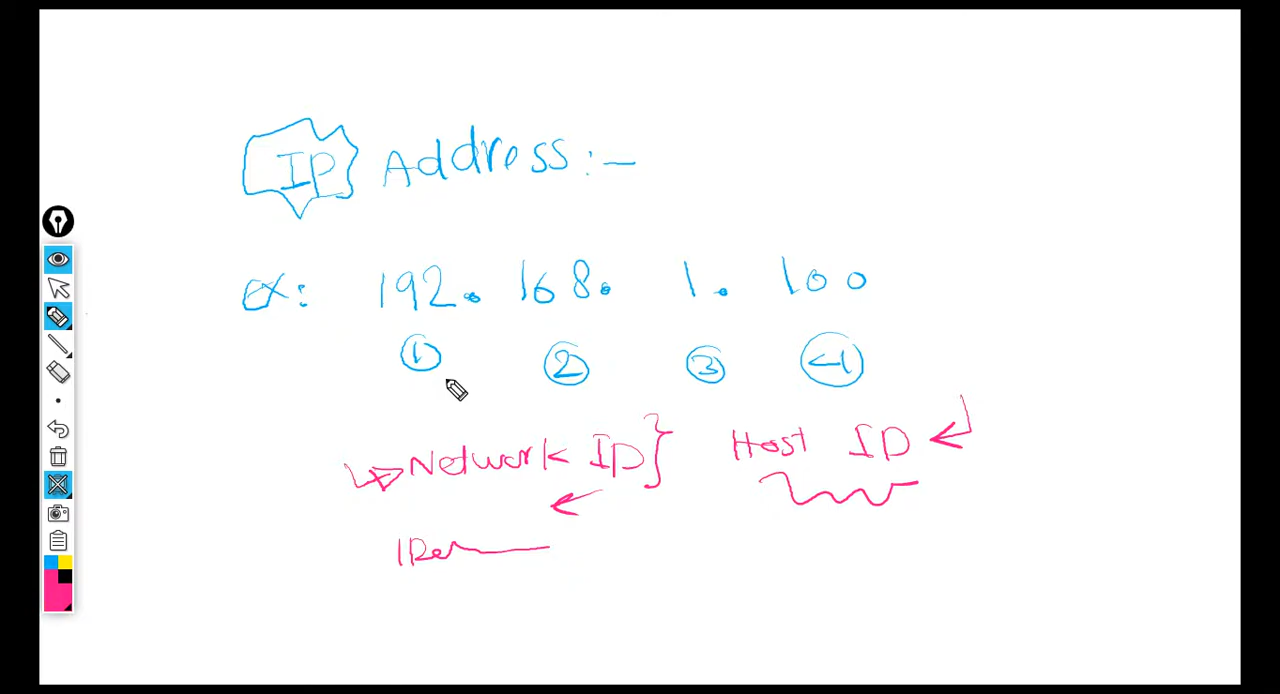 IP Address:-
ex: 192.168.1.100
① ② ③ ④
Network ID} Host ID